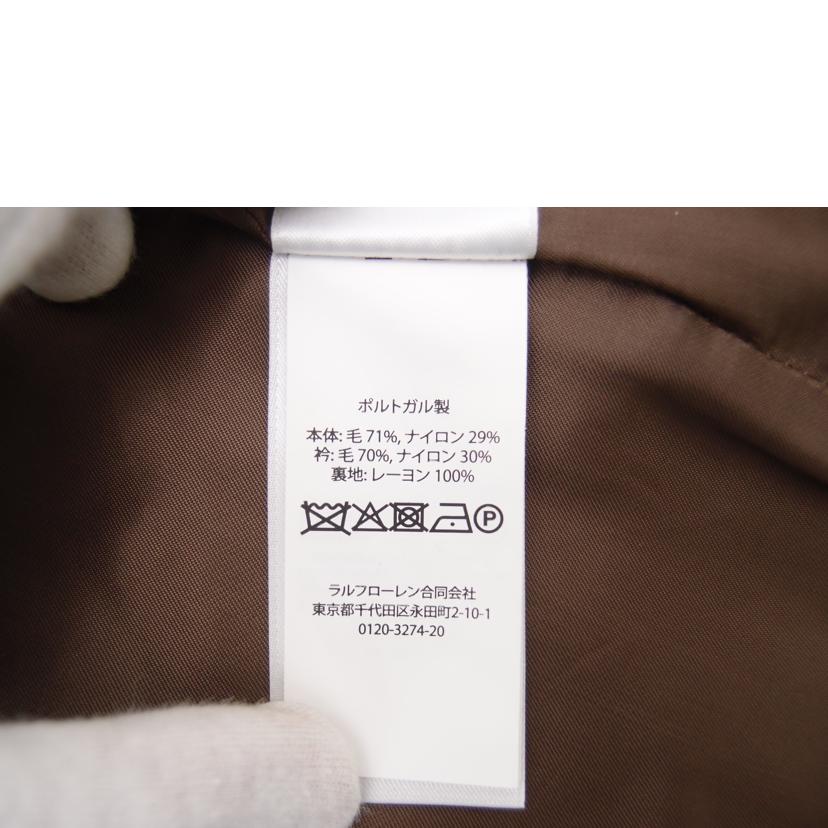 ポルトガル製
本体: 毛 71%, ナイロン 29%
衿: 毛 70%, ナイロン 30%
裏地: レーヨン 100%
P
ラルフローレン合同会社
東京都千代田区永田町2-10-1
0120-3274-20